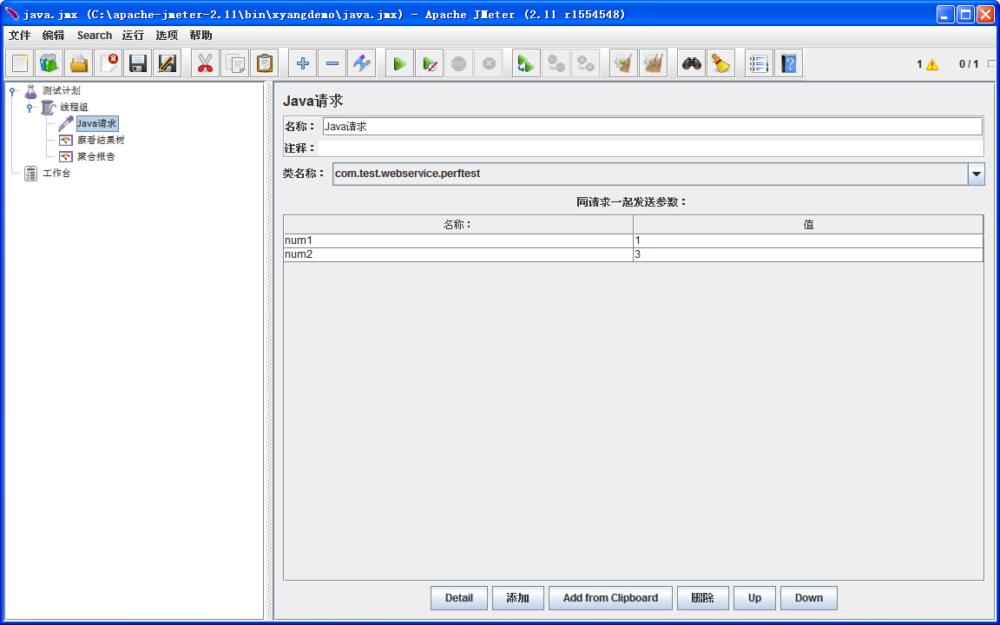 java.jmx (C:\apache-jmeter-2.11\bin\xyangdemo\java.jmx) - Apache JMeter (2.11 r1554548)
文件 编辑 Search 运行 选项 帮助
1 0 / 1
测试计划
线程组
Java请求
察看结果树
聚合报告
工作台
Java请求
名称： Java请求
注释：
类名称： com.test.webservice.perftest
同请求一起发送参数：
名称： 值
num1 1
num2 3
Detail 添加 Add from Clipboard 删除 Up Down